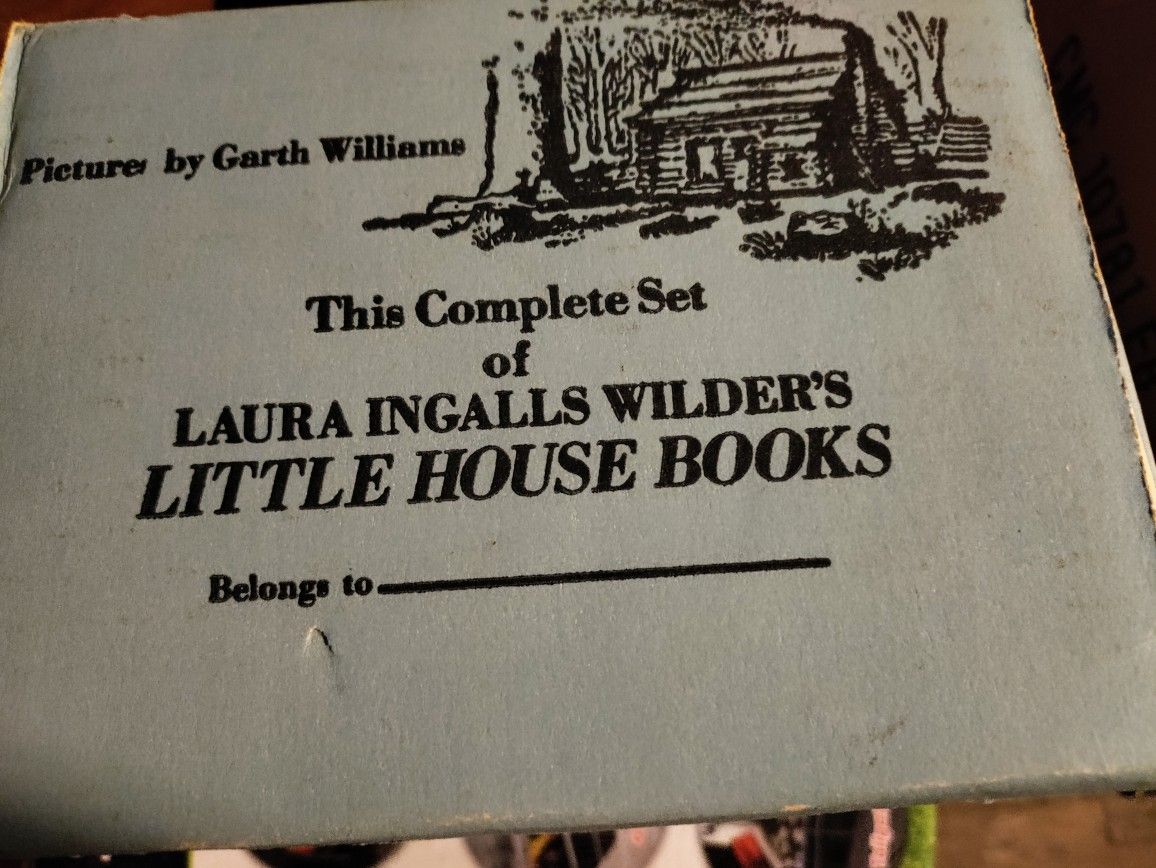 Pictures by Garth Williams
This Complete Set
of
LAURA INGALLS WILDER'S
LITTLE HOUSE BOOKS
Belongs to